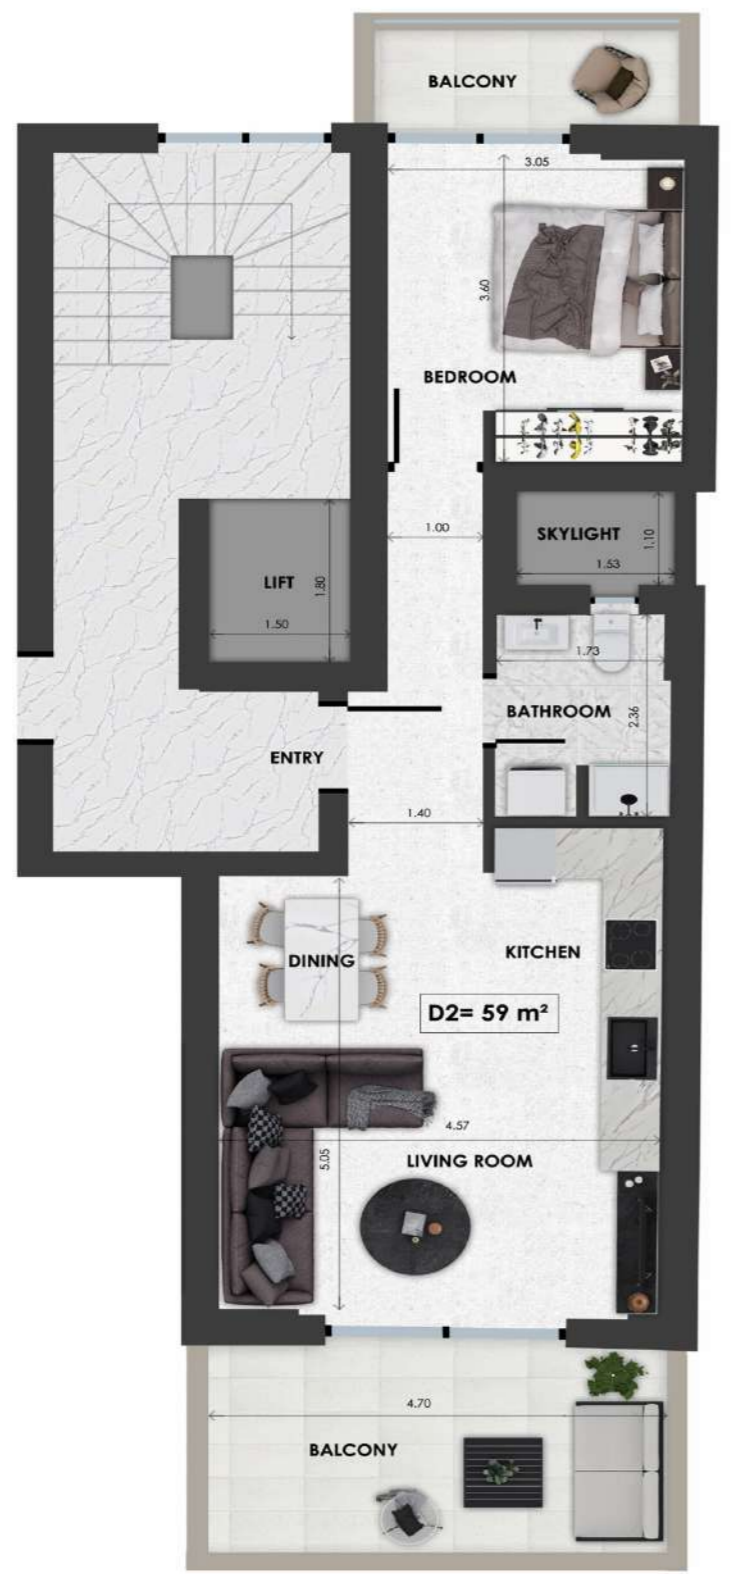 BALCONY
3.05
3.60
BEDROOM
1.00
SKYLIGHT
1.10
1.53
LIFT
1.80
1.50
1.73
BATHROOM
2.36
ENTRY
1.40
KITCHEN
DINING
D2= 59 m²
4.57
5.05
LIVING ROOM
4.70
BALCONY